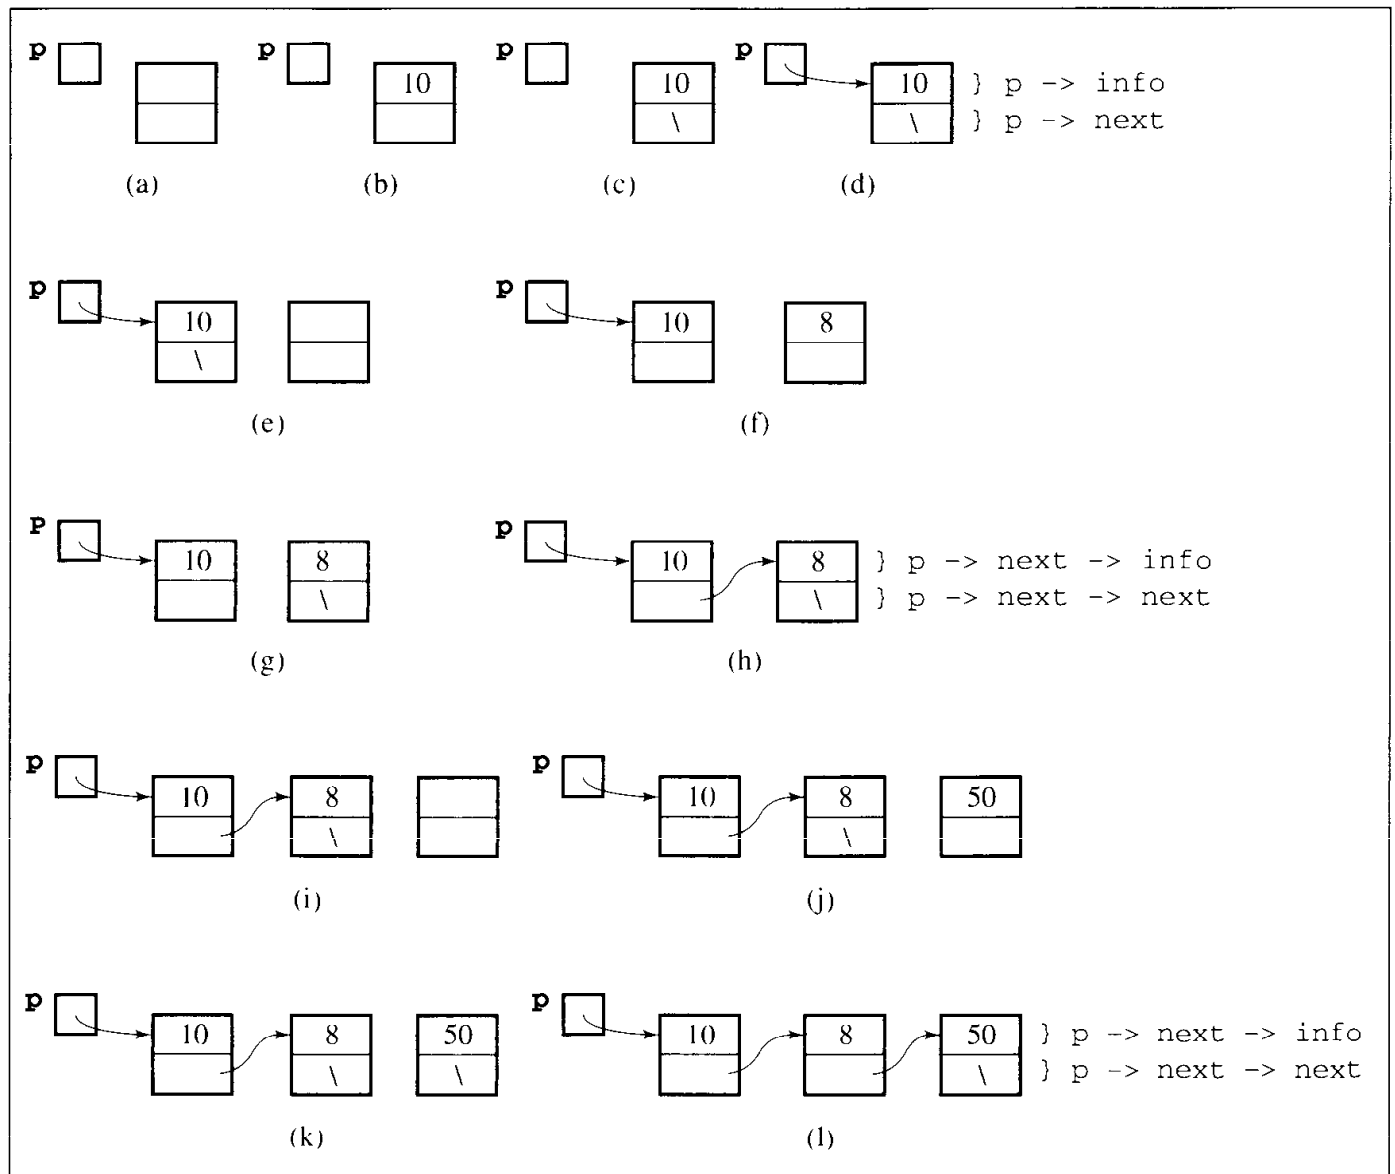 p p p p
10 10 10 } p -> info
\ \ } p -> next
(a) (b) (c) (d)
p p
10 10 8
\
(e) (f)
p p
10 8 10 8 } p -> next -> info
\ \ } p -> next -> next
(g) (h)
p p
10 8 10 8 50
\ \
(i) (j)
p p
10 8 50 10 8 50 } p -> next -> info
\ \ \ } p -> next -> next
(k) (l)